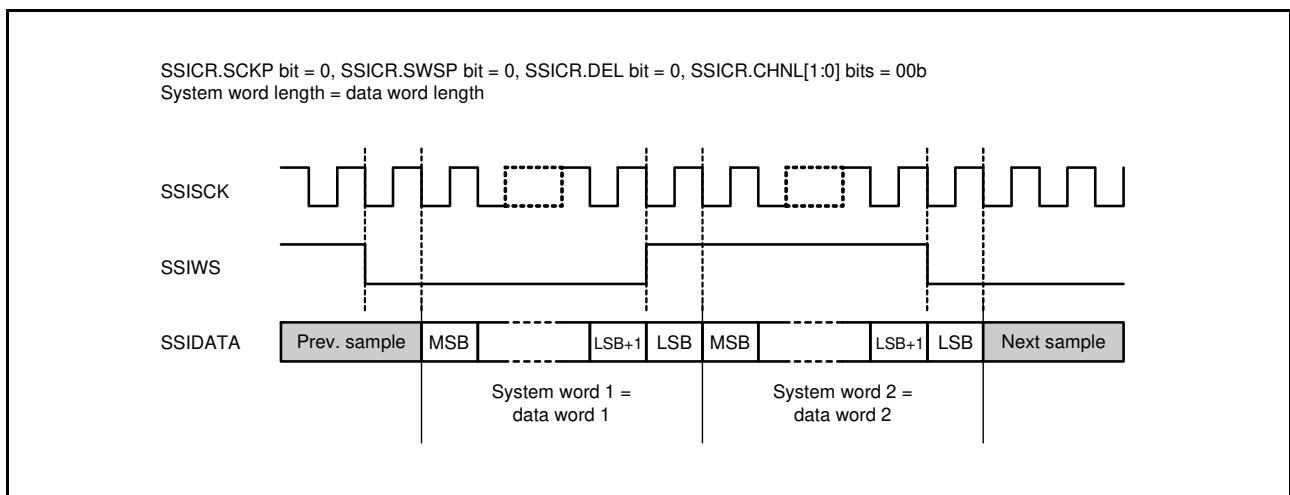 SSICR.SCKP bit = 0, SSICR.SWSP bit = 0, SSICR.DEL bit = 0, SSICR.CHNL[1:0] bits = 00b
System word length = data word length
SSISCK
SSIWS
SSIDATA Prev. sample MSB LSB+1 LSB MSB LSB+1 LSB Next sample
System word 1 = System word 2 =
data word 1 data word 2